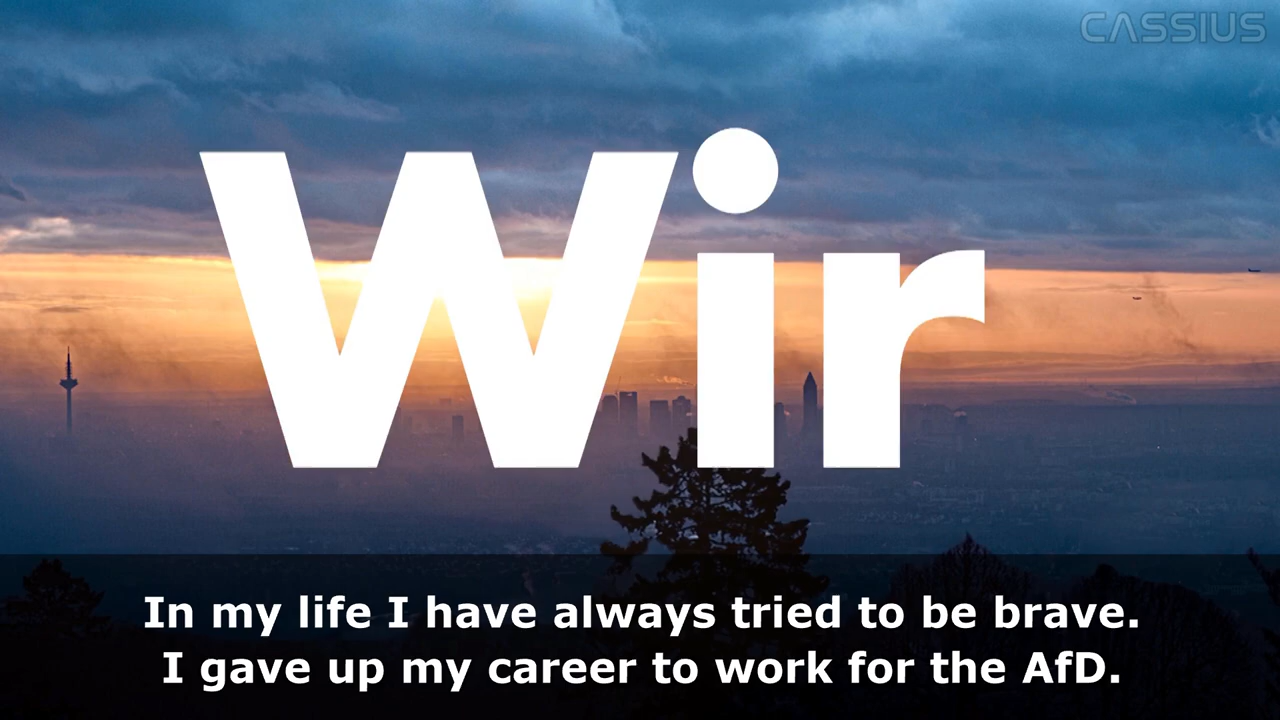 CASSIUS
Wir
In my life I have always tried to be brave.
I gave up my career to work for the AfD.